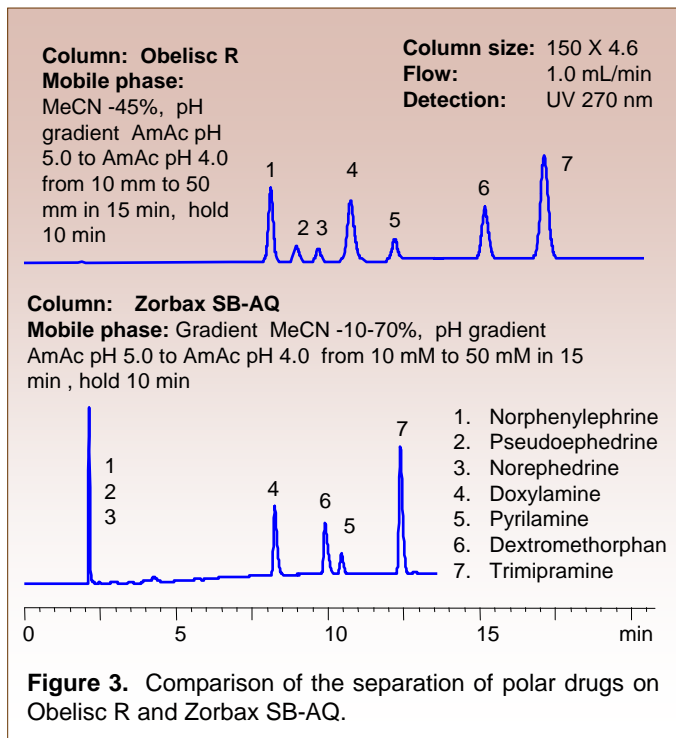 Column: Obelisc R
Mobile phase:
MeCN -45%, pH
gradient AmAc pH
5.0 to AmAc pH 4.0
from 10 mm to 50
mm in 15 min, hold
10 min
Column size: 150 X 4.6
Flow: 1.0 mL/min
Detection: UV 270 nm
1
2
3
4
5
6
7
Column: Zorbax SB-AQ
Mobile phase: Gradient MeCN -10-70%, pH gradient
AmAc pH 5.0 to AmAc pH 4.0 from 10 mM to 50 mM in 15
min , hold 10 min
1
2
3
4
6
5
7
1. Norphenylephrine
2. Pseudoephedrine
3. Norephedrine
4. Doxylamine
5. Pyrilamine
6. Dextromethorphan
7. Trimipramine
0 5 10 15 min
Figure 3. Comparison of the separation of polar drugs on
Obelisc R and Zorbax SB-AQ.